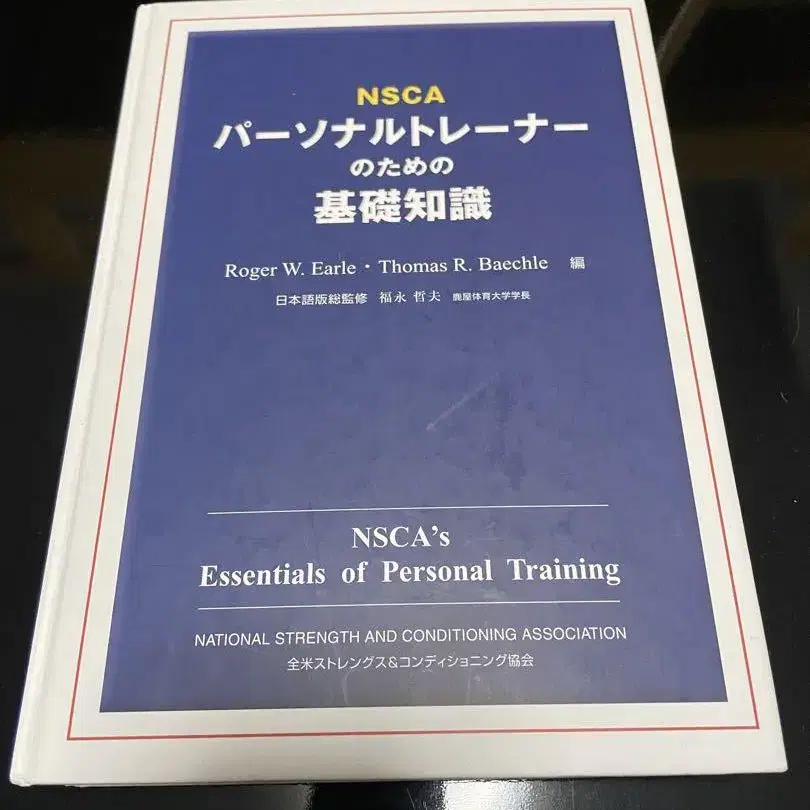 NSCA
パーソナルトレーナー
のための
基礎知識
Roger W. Earle・Thomas R. Baechle 編
日本語版総監修 福永 哲夫 鹿屋体育大学学長
NSCA's
Essentials of Personal Training
NATIONAL STRENGTH AND CONDITIONING ASSOCIATION
全米ストレングス&コンディショニング協会